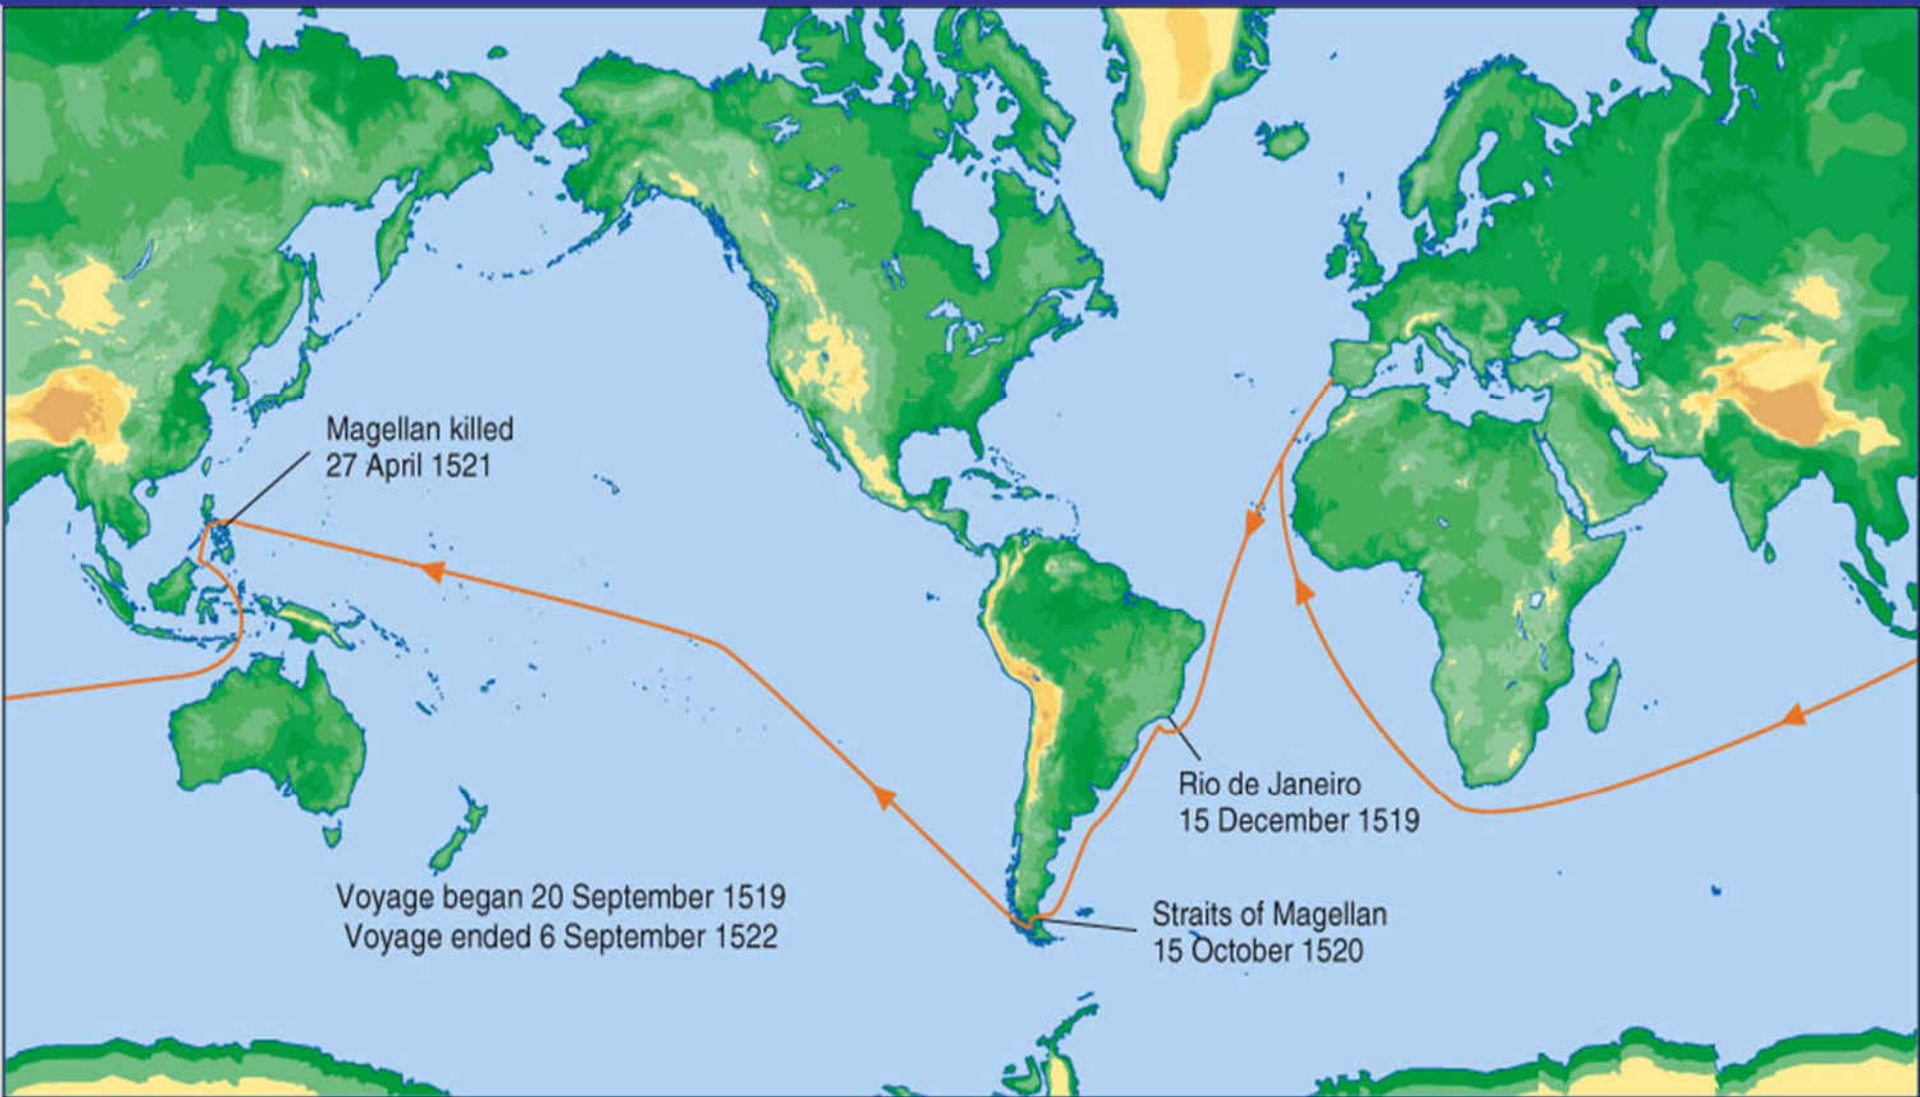 Magellan killed
27 April 1521
Rio de Janeiro
15 December 1519
Voyage began 20 September 1519
Voyage ended 6 September 1522
Straits of Magellan
15 October 1520